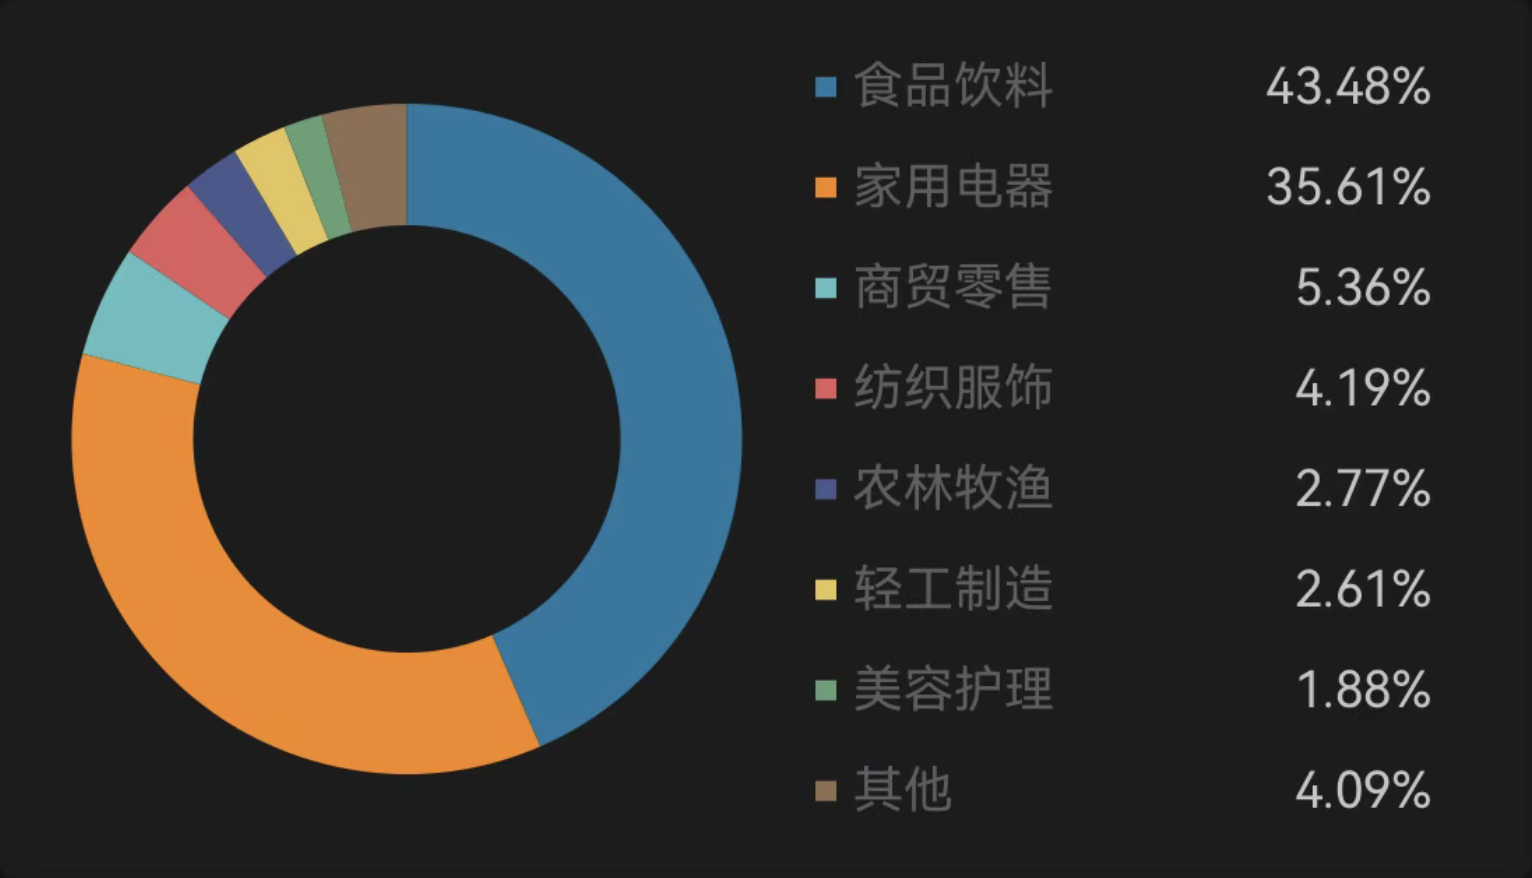 食品饮料 43.48%
家用电器 35.61%
商贸零售 5.36%
纺织服饰 4.19%
农林牧渔 2.77%
轻工制造 2.61%
美容护理 1.88%
其他 4.09%